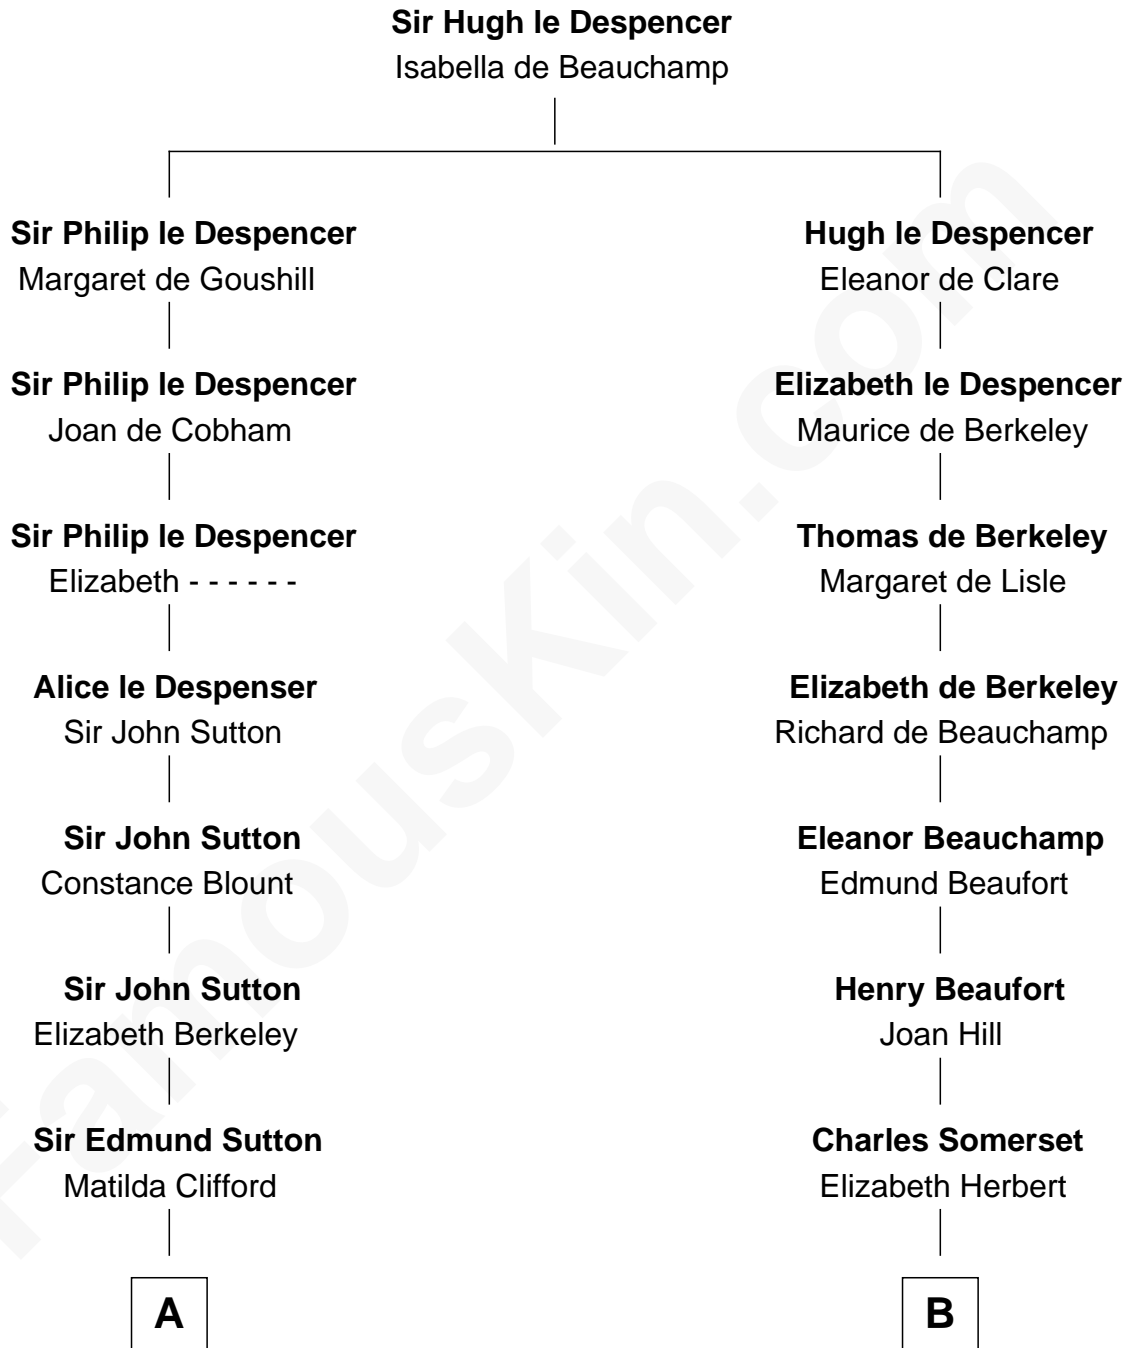 Sir Hugh le Despencer
Isabella de Beauchamp
Sir Philip le Despencer
Margaret de Goushill
Sir Philip le Despencer
Joan de Cobham
Sir Philip le Despencer
Elizabeth - - - - - -
Alice le Despenser
Sir John Sutton
Sir John Sutton
Constance Blount
Sir John Sutton
Elizabeth Berkeley
Sir Edmund Sutton
Matilda Clifford
A
Hugh le Despencer
Eleanor de Clare
Elizabeth le Despencer
Maurice de Berkeley
Thomas de Berkeley
Margaret de Lisle
Elizabeth de Berkeley
Richard de Beauchamp
Eleanor Beauchamp
Edmund Beaufort
Henry Beaufort
Joan Hill
Charles Somerset
Elizabeth Herbert
B
FamousKin.com